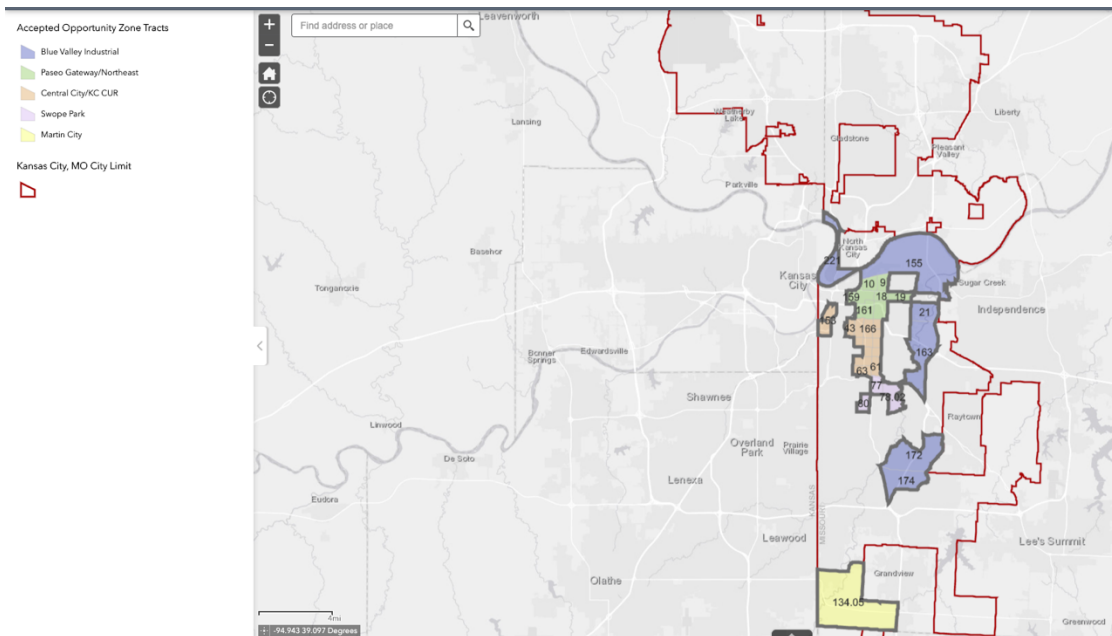 Accepted Opportunity Zone Tracts
Blue Valley Industrial
Paseo Gateway/Northeast
Central City/KC CUR
Swope Park
Martin City
Kansas City, MO City Limit
+
−
Find address or place
Leavenworth
Lansing
Weatherby
Lake
Liberty
Gladstone
Pleasant
Valley
Parkville
Basehor
North
Kansas
City
221
155
Kansas
City
Sugar Creek
Tonganoxie
10 9
159
18 19
161
21
Independence
43 166
Bonner
Springs
Edwardsville
163
61
63
77
Shawnee
78.02
80
Raytown
Linwood
Overland
Park
Prairie
Village
De Soto
172
Lenexa
174
Eudora
KANSAS
MISSOURI
Leawood
Lee's Summit
Grandview
Olathe
134.05
Greenwood
4mi
-94.943 39.097 Degrees